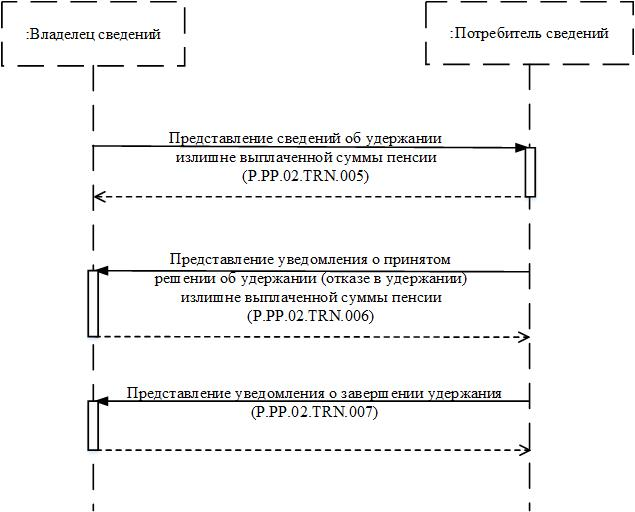 :Владелец сведений
:Потребитель сведений
Представление сведений об удержании
излишне выплаченной суммы пенсии
(P.PP.02.TRN.005)
Представление уведомления о принятом
решении об удержании (отказе в удержании)
излишне выплаченной суммы пенсии
(P.PP.02.TRN.006)
Представление уведомления о завершении удержания
(P.PP.02.TRN.007)